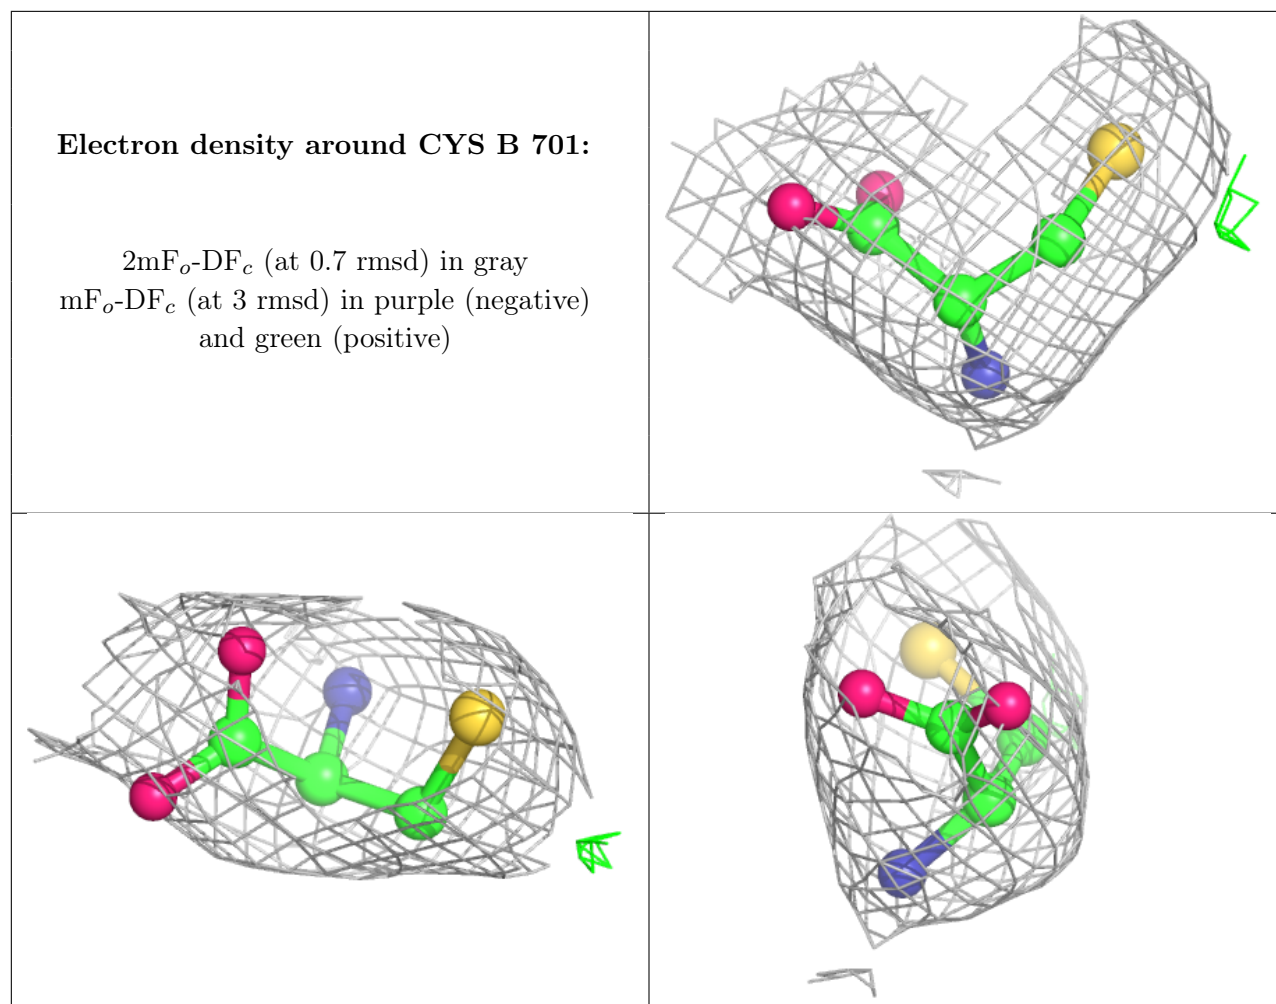 Electron density around CYS B 701:
2mFₒ-DF𝑐 (at 0.7 rmsd) in gray
mFₒ-DF𝑐 (at 3 rmsd) in purple (negative)
and green (positive)